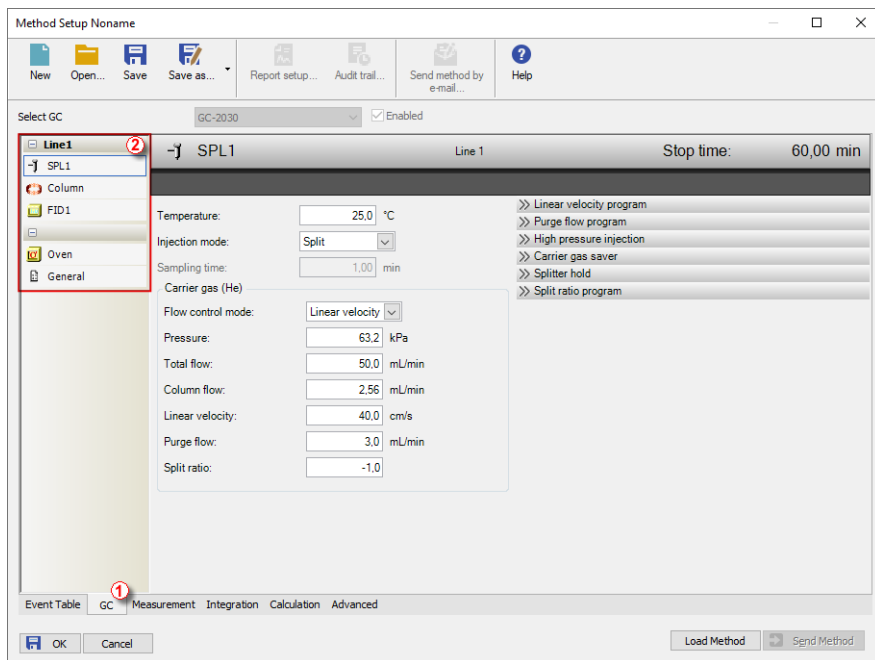 Method Setup Noname
New Open... Save Save as... Report setup... Audit trail... Send method by e-mail... Help
Select GC GC-2030 Enabled
Line1 2
SPL1
Column
FID1
Oven
General
SPL1 Line 1 Stop time: 60,00 min
Temperature: 25,0 °C
Injection mode: Split
Sampling time: 1,00 min
Carrier gas (He)
Flow control mode: Linear velocity
Pressure: 63,2 kPa
Total flow: 50,0 mL/min
Column flow: 2,56 mL/min
Linear velocity: 40,0 cm/s
Purge flow: 3,0 mL/min
Split ratio: -1,0
Linear velocity program
Purge flow program
High pressure injection
Carrier gas saver
Splitter hold
Split ratio program
1
Event Table GC Measurement Integration Calculation Advanced
OK Cancel Load Method Send Method